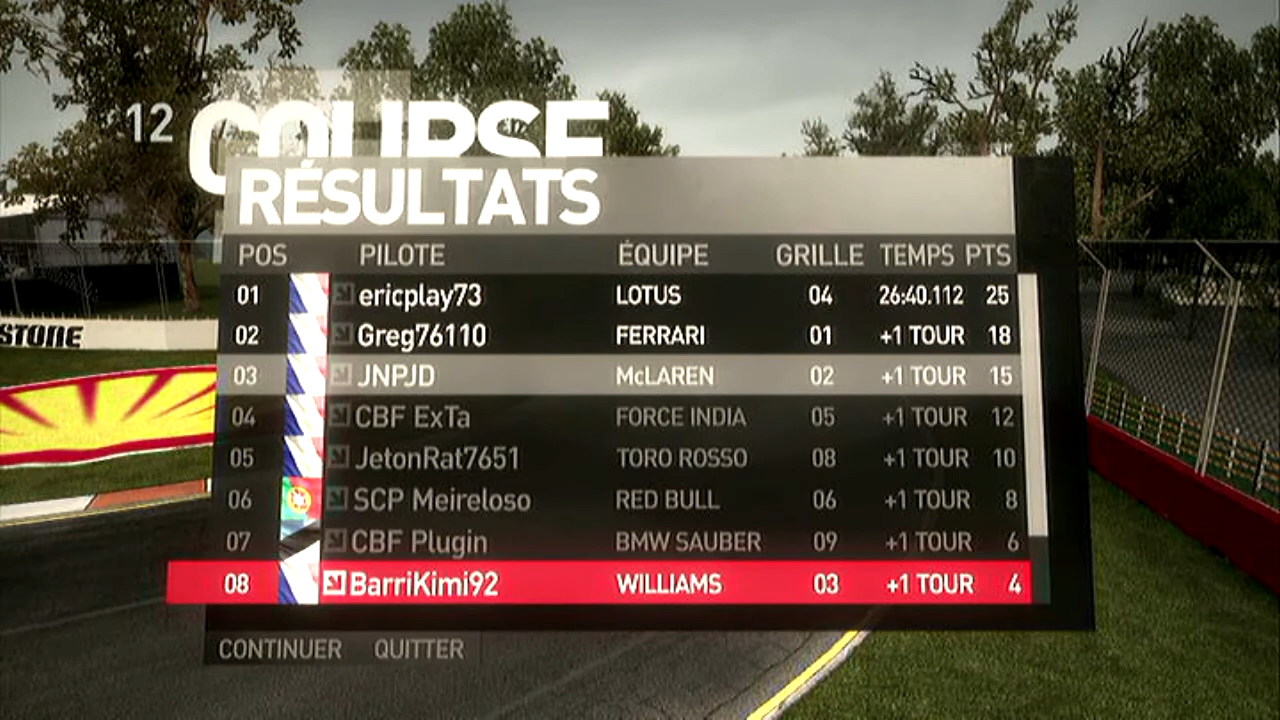 12 COURSE
RÉSULTATS
POS PILOTE ÉQUIPE GRILLE TEMPS PTS
01 ericplay73 LOTUS 04 26:40.112 25
02 Greg76110 FERRARI 01 +1 TOUR 18
03 JNPJD McLAREN 02 +1 TOUR 15
04 CBF ExTa FORCE INDIA 05 +1 TOUR 12
05 JetonRat7651 TORO ROSSO 08 +1 TOUR 10
06 SCP Meireloso RED BULL 06 +1 TOUR 8
07 CBF Plugin BMW SAUBER 09 +1 TOUR 6
08 BarriKimi92 WILLIAMS 03 +1 TOUR 4
CONTINUER QUITTER
STONE